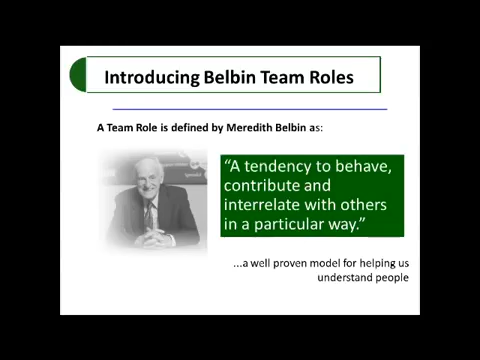 Introducing Belbin Team Roles
A Team Role is defined by Meredith Belbin as:
“A tendency to behave,
contribute and
interrelate with others
in a particular way.”
...a well proven model for helping us
understand people